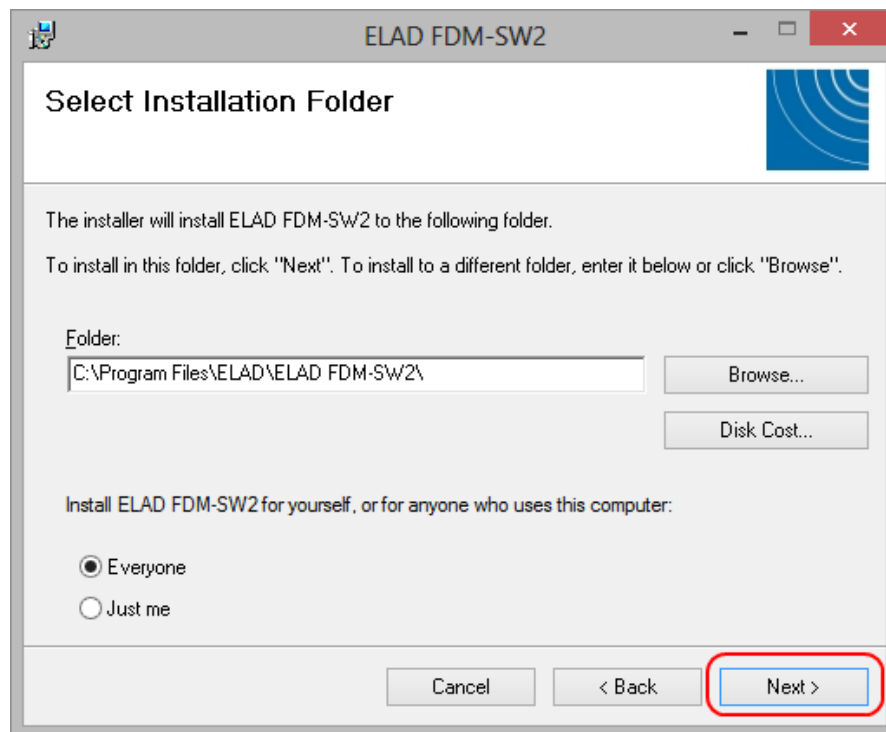 ELAD FDM-SW2
Select Installation Folder
The installer will install ELAD FDM-SW2 to the following folder.
To install in this folder, click "Next". To install to a different folder, enter it below or click "Browse".
Folder:
C:\Program Files\ELAD\ELAD FDM-SW2\
Browse...
Disk Cost...
Install ELAD FDM-SW2 for yourself, or for anyone who uses this computer:
Everyone
Just me
Cancel
< Back
Next >